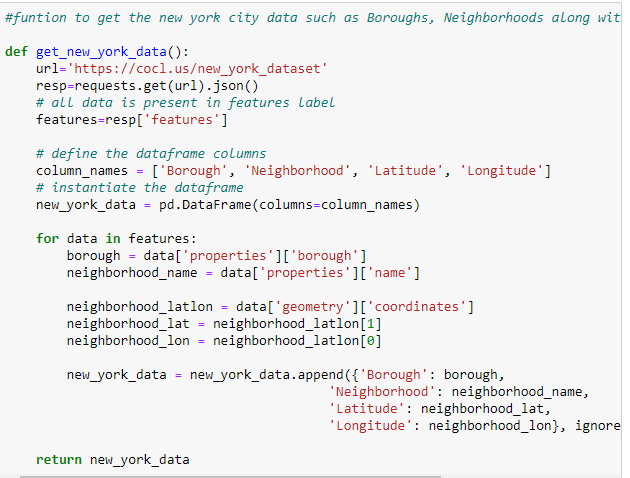 #funtion to get the new york city data such as Boroughs, Neighborhoods along wit
def get_new_york_data():
    url='https://cocl.us/new_york_dataset'
    resp=requests.get(url).json()
    # all data is present in features label
    features=resp['features']
    # define the dataframe columns
    column_names = ['Borough', 'Neighborhood', 'Latitude', 'Longitude']
    # instantiate the dataframe
    new_york_data = pd.DataFrame(columns=column_names)
    for data in features:
        borough = data['properties']['borough']
        neighborhood_name = data['properties']['name']
        neighborhood_latlon = data['geometry']['coordinates']
        neighborhood_lat = neighborhood_latlon[1]
        neighborhood_lon = neighborhood_latlon[0]
        new_york_data = new_york_data.append({'Borough': borough,
                                          'Neighborhood': neighborhood_name,
                                          'Latitude': neighborhood_lat,
                                          'Longitude': neighborhood_lon}, ignore
    return new_york_data